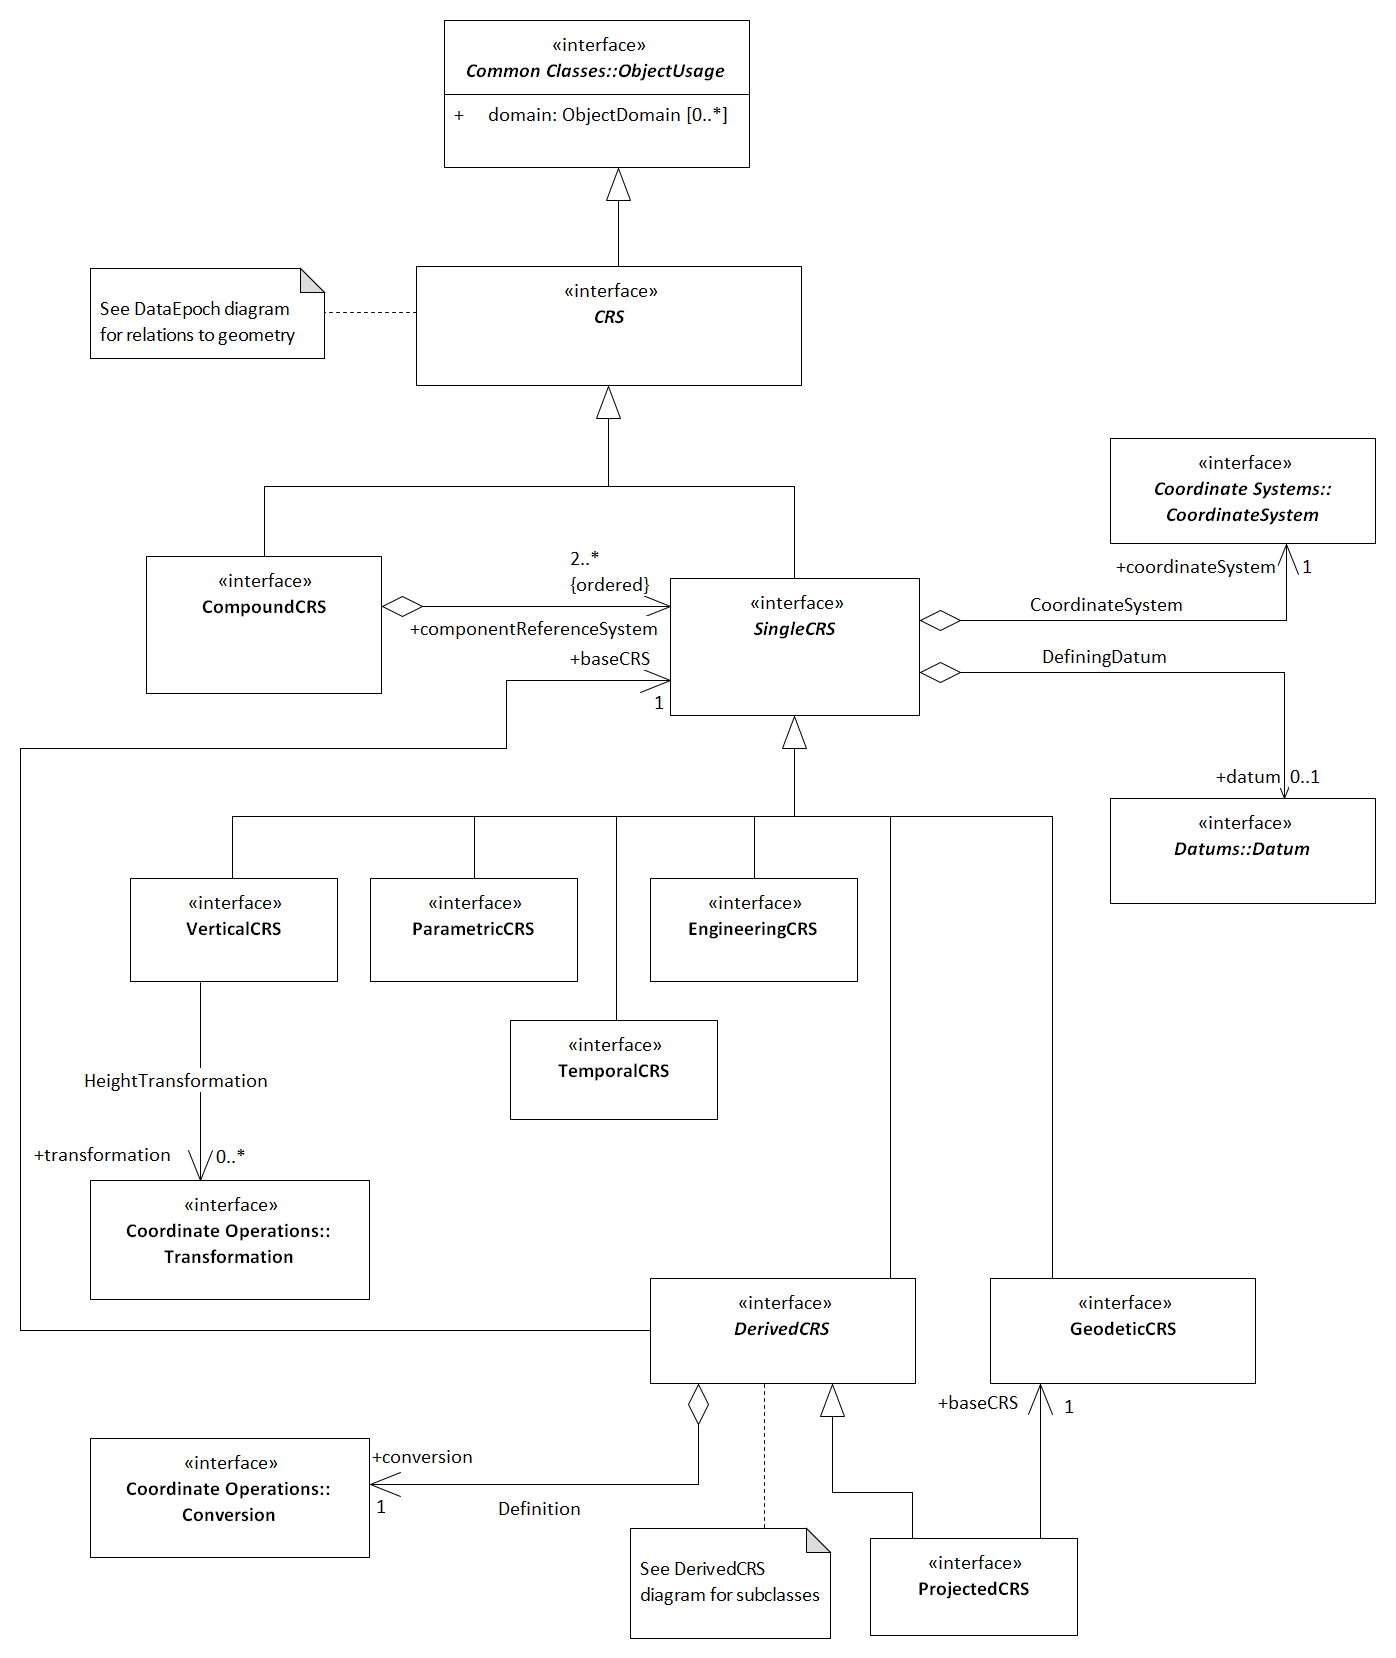 «interface»
Common Classes::ObjectUsage
+ domain: ObjectDomain [0..*]
See DataEpoch diagram
for relations to geometry
«interface»
CRS
«interface»
Coordinate Systems::
CoordinateSystem
+coordinateSystem
1
«interface»
CompoundCRS
2..*
{ordered}
+componentReferenceSystem
+baseCRS
1
«interface»
SingleCRS
CoordinateSystem
DefiningDatum
+datum
0..1
«interface»
Datums::Datum
«interface»
VerticalCRS
«interface»
ParametricCRS
«interface»
EngineeringCRS
«interface»
TemporalCRS
HeightTransformation
+transformation
0..*
«interface»
Coordinate Operations::
Transformation
«interface»
DerivedCRS
«interface»
GeodeticCRS
+baseCRS
1
«interface»
Coordinate Operations::
Conversion
+conversion
1
Definition
See DerivedCRS
diagram for subclasses
«interface»
ProjectedCRS